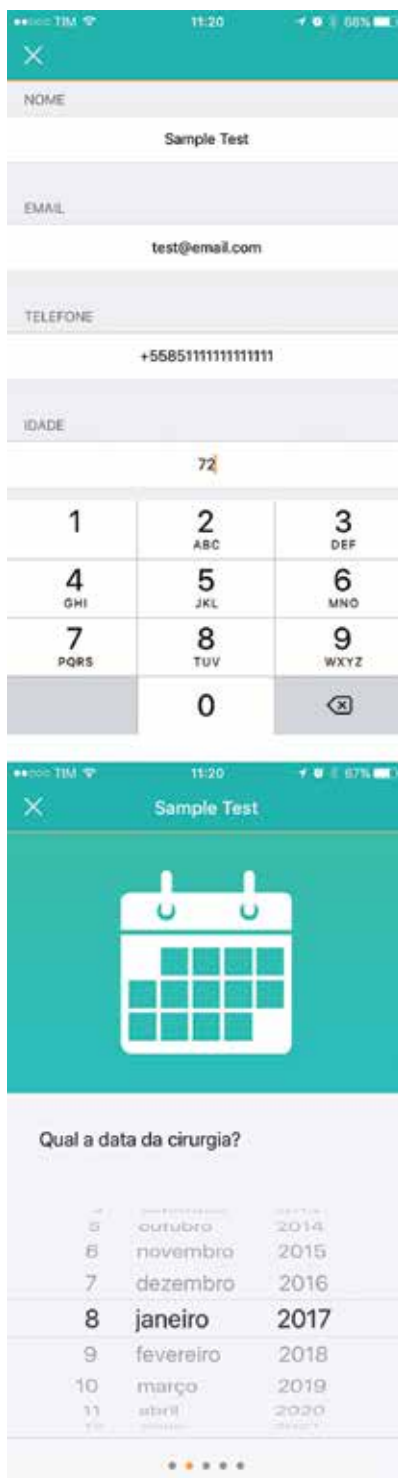 TIM 11:20 68%
NOME
Sample Test
EMAIL
test@email.com
TELEFONE
+55851111111111111
IDADE
72
1 2 3
ABC DEF
4 5 6
GHI JKL MNO
7 8 9
PQRS TUV WXYZ
0
TIM 11:20 67%
Sample Test
Qual a data da cirurgia?
5 outubro 2014
6 novembro 2015
7 dezembro 2016
8 janeiro 2017
9 fevereiro 2018
10 março 2019
11 abril 2020